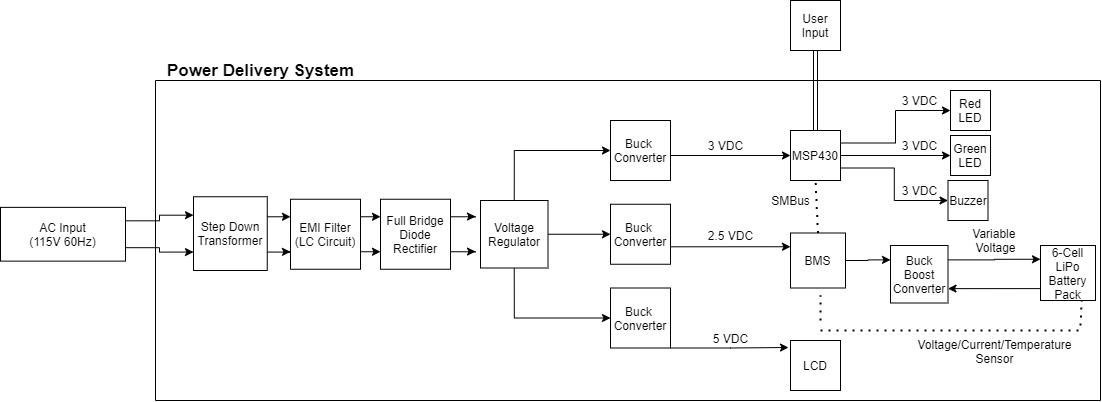 User
Input
Power Delivery System
3 VDC
Red
LED
Buck
Converter
3 VDC
MSP430
3 VDC
Green
LED
3 VDC
Buzzer
SMBus
AC Input
(115V 60Hz)
Step Down
Transformer
EMI Filter
(LC Circuit)
Full Bridge
Diode
Rectifier
Voltage
Regulator
Buck
Converter
2.5 VDC
BMS
Buck
Boost
Converter
Variable
Voltage
6-Cell
LiPo
Battery
Pack
Buck
Converter
5 VDC
LCD
Voltage/Current/Temperature
Sensor